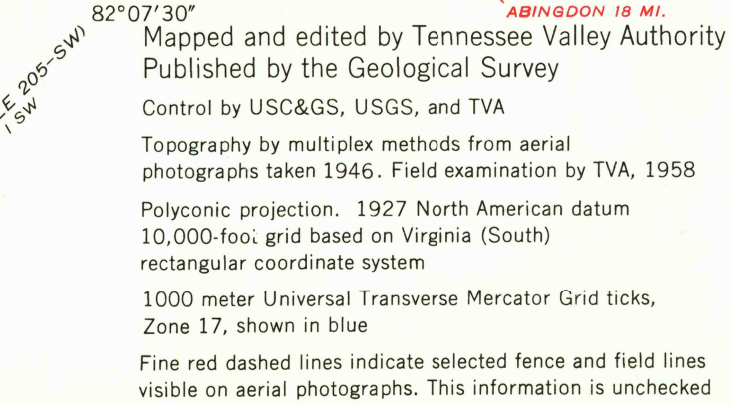 82°07′30″
ABINGDON 18 MI.
205-SW)
I SW
Mapped and edited by Tennessee Valley Authority
Published by the Geological Survey
Control by USC&GS, USGS, and TVA
Topography by multiplex methods from aerial
photographs taken 1946. Field examination by TVA, 1958
Polyconic projection. 1927 North American datum
10,000-foot grid based on Virginia (South)
rectangular coordinate system
1000 meter Universal Transverse Mercator Grid ticks,
Zone 17, shown in blue
Fine red dashed lines indicate selected fence and field lines
visible on aerial photographs. This information is unchecked